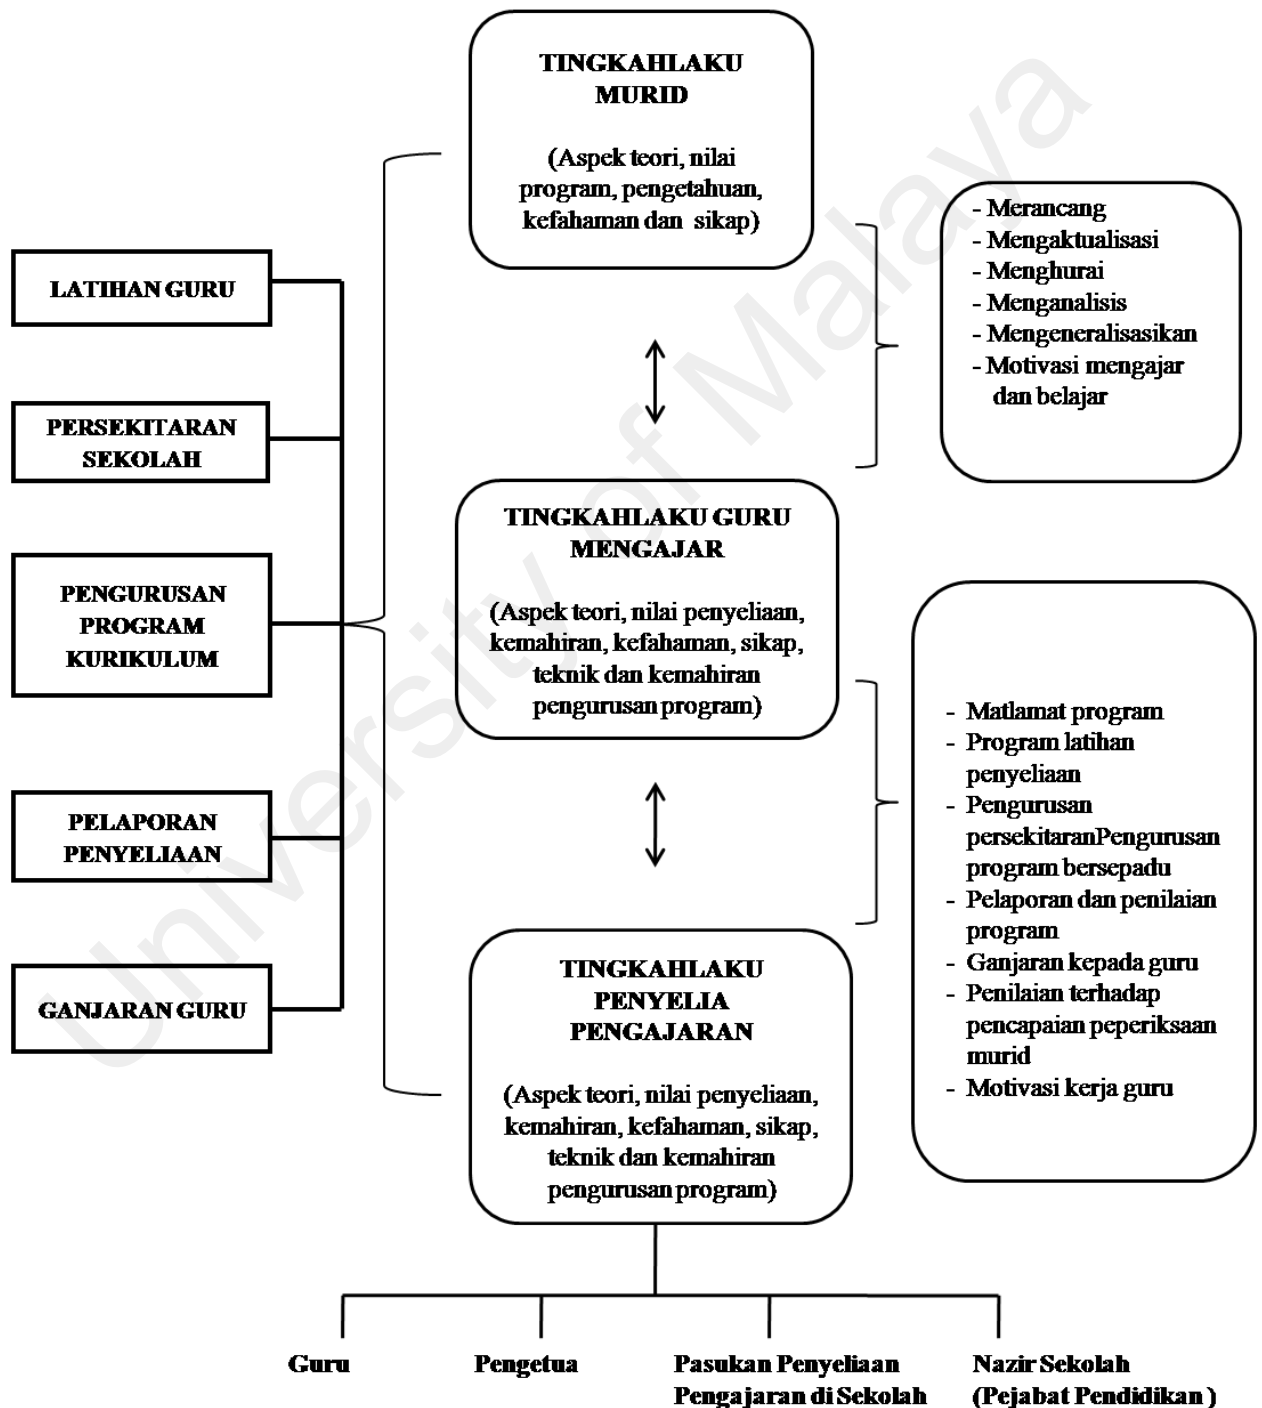 TINGKAHLAKU
MURID
(Aspek teori, nilai
program, pengetahuan,
kefahaman dan sikap)
- Merancang
- Mengaktualisasi
- Menghurai
- Menganalisis
- Mengeneralisasikan
- Motivasi mengajar
dan belajar
LATIHAN GURU
PERSEKITARAN
SEKOLAH
PENGURUSAN
PROGRAM
KURIKULUM
PELAPORAN
PENYELIAAN
GANJARAN GURU
TINGKAHLAKU GURU
MENGAJAR
(Aspek teori, nilai penyeliaan,
kemahiran, kefahaman, sikap,
teknik dan kemahiran
pengurusan program)
- Matlamat program
- Program latihan
penyeliaan
- Pengurusan
persekitaranPengurusan
program bersepadu
- Pelaporan dan penilaian
program
- Ganjaran kepada guru
- Penilaian terhadap
pencapaian peperiksaan
murid
- Motivasi kerja guru
TINGKAHLAKU
PENYELIA
PENGAJARAN
(Aspek teori, nilai penyeliaan,
kemahiran, kefahaman, sikap,
teknik dan kemahiran
pengurusan program)
Guru
Pengetua
Pasukan Penyeliaan
Pengajaran di Sekolah
Nazir Sekolah
(Pejabat Pendidikan )
University of Malaya